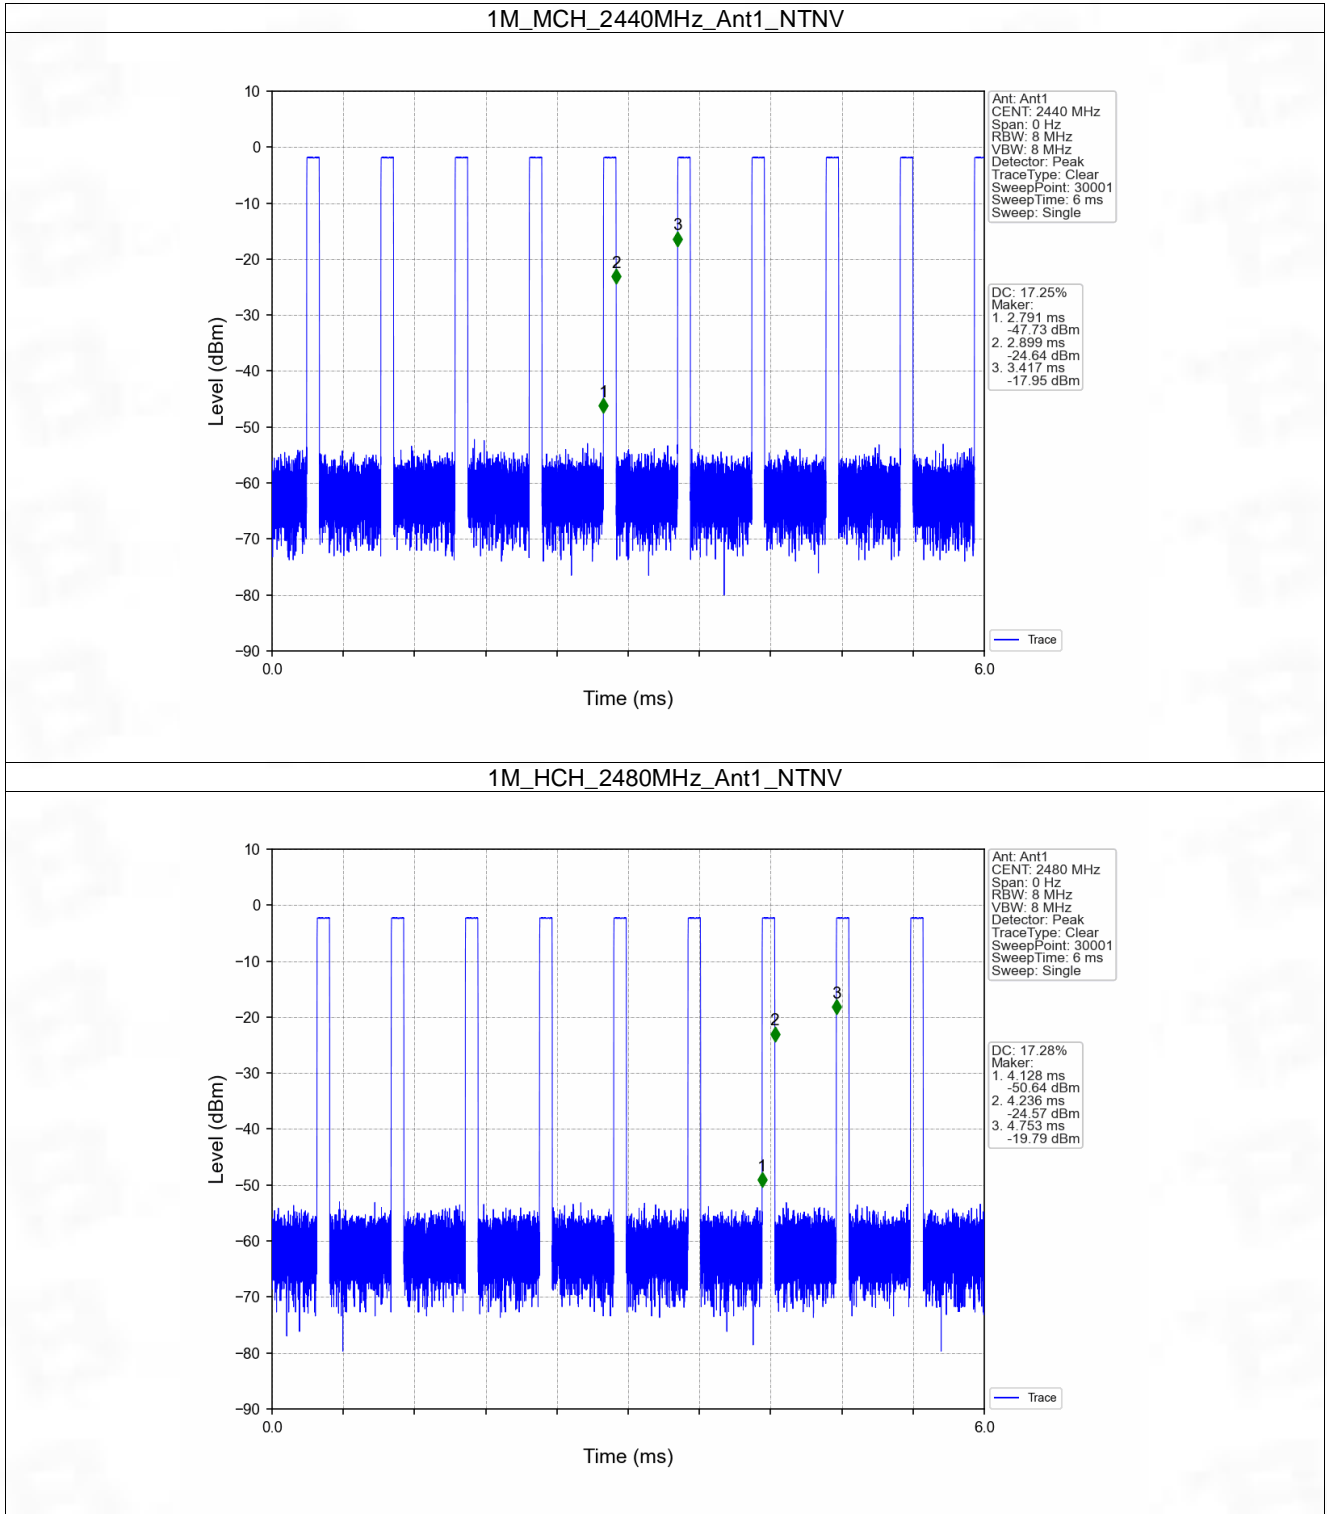 1M_MCH_2440MHz_Ant1_NTNV
10
0
−10
−20
−30
−40
−50
−60
−70
−80
−90
Level (dBm)
1
2
3
0.0
6.0
Time (ms)
Ant: Ant1
CENT: 2440 MHz
Span: 0 Hz
RBW: 8 MHz
VBW: 8 MHz
Detector: Peak
TraceType: Clear
SweepPoint: 30001
SweepTime: 6 ms
Sweep: Single
DC: 17.25%
Maker:
1. 2.791 ms
-47.73 dBm
2. 2.899 ms
-24.64 dBm
3. 3.417 ms
-17.95 dBm
Trace
1M_HCH_2480MHz_Ant1_NTNV
10
0
−10
−20
−30
−40
−50
−60
−70
−80
−90
Level (dBm)
1
2
3
0.0
6.0
Time (ms)
Ant: Ant1
CENT: 2480 MHz
Span: 0 Hz
RBW: 8 MHz
VBW: 8 MHz
Detector: Peak
TraceType: Clear
SweepPoint: 30001
SweepTime: 6 ms
Sweep: Single
DC: 17.28%
Maker:
1. 4.128 ms
-50.64 dBm
2. 4.236 ms
-24.57 dBm
3. 4.753 ms
-19.79 dBm
Trace